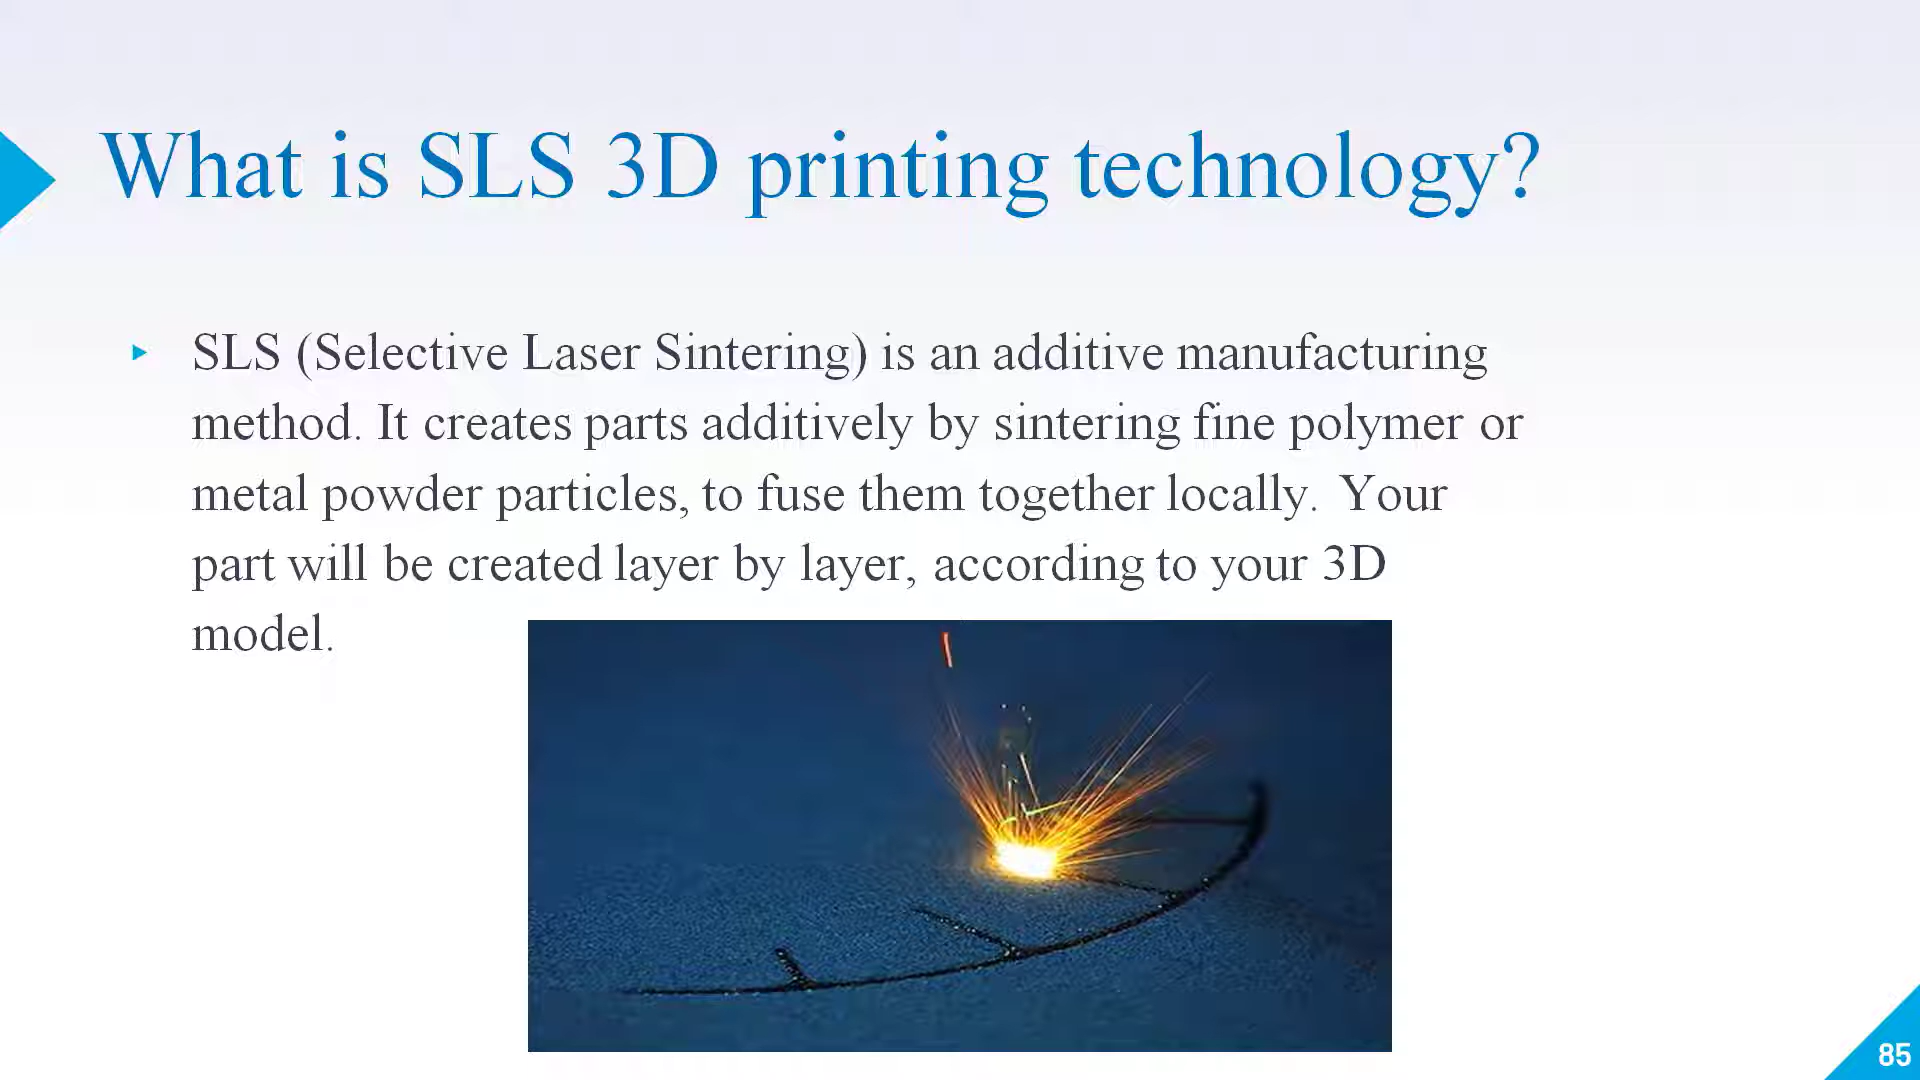 What is SLS 3D printing technology?
SLS (Selective Laser Sintering) is an additive manufacturing
method. It creates parts additively by sintering fine polymer or
metal powder particles, to fuse them together locally. Your
part will be created layer by layer, according to your 3D
model.
85